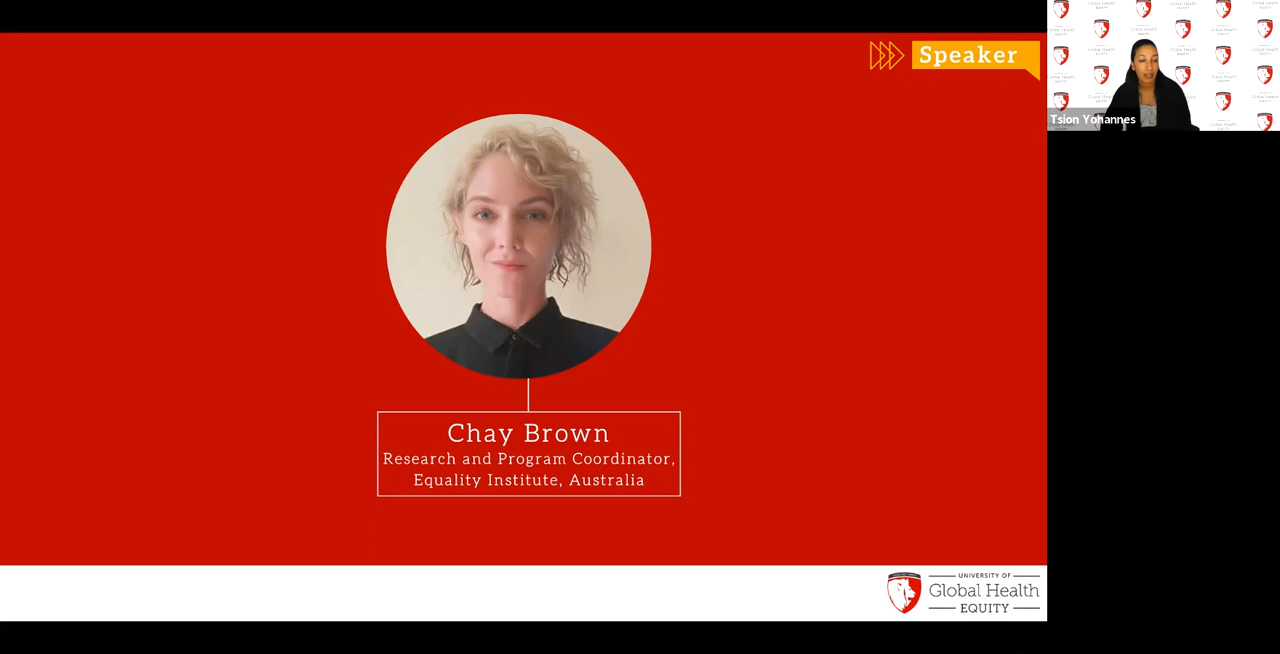 Speaker
Tsion Yohannes
Chay Brown
Research and Program Coordinator,
Equality Institute, Australia
UNIVERSITY OF
Global Health
EQUITY